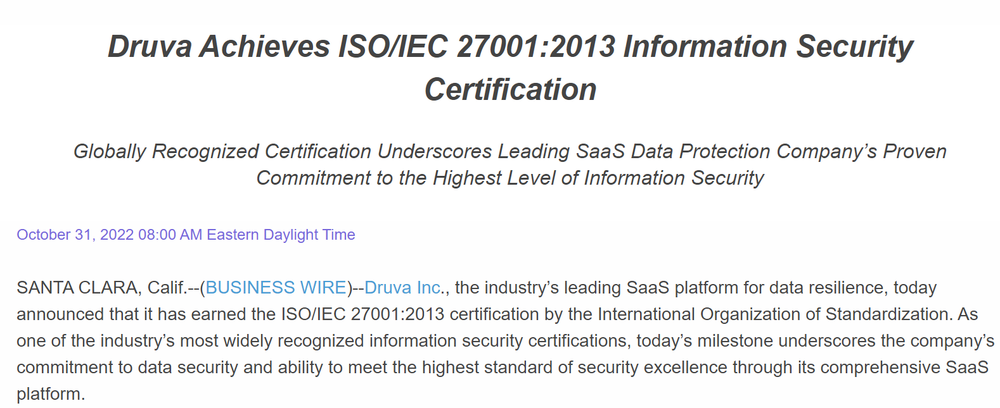 Druva Achieves ISO/IEC 27001:2013 Information Security
Certification
Globally Recognized Certification Underscores Leading SaaS Data Protection Company’s Proven
Commitment to the Highest Level of Information Security
October 31, 2022 08:00 AM Eastern Daylight Time
SANTA CLARA, Calif.--(BUSINESS WIRE)--Druva Inc., the industry’s leading SaaS platform for data resilience, today
announced that it has earned the ISO/IEC 27001:2013 certification by the International Organization of Standardization. As
one of the industry’s most widely recognized information security certifications, today’s milestone underscores the company’s
commitment to data security and ability to meet the highest standard of security excellence through its comprehensive SaaS
platform.